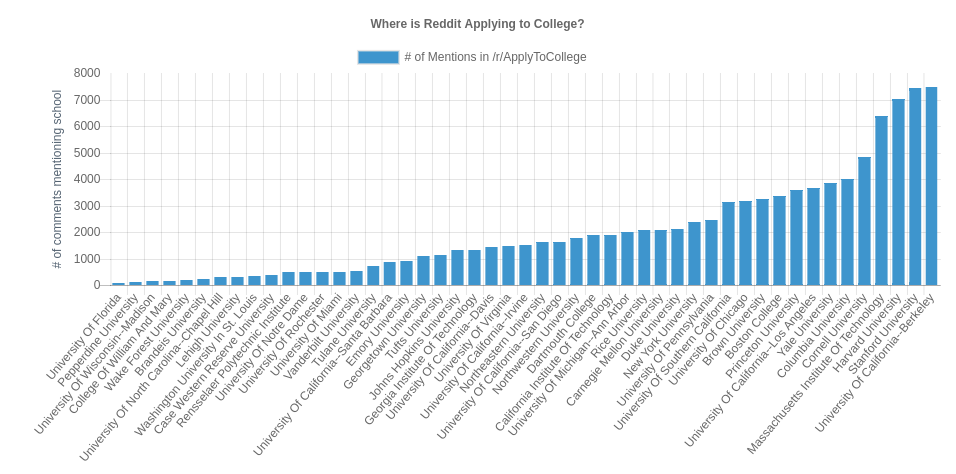 Where is Reddit Applying to College?
# of Mentions in /r/ApplyToCollege
# of comments mentioning school
8000
7000
6000
5000
4000
3000
2000
1000
0
University Of Florida
Pepperdine University
University Of Wisconsin--Madison
College Of William And Mary
Wake Forest University
Brandeis University
University Of North Carolina--Chapel Hill
Lehigh University
Washington University In St. Louis
Case Western Reserve University
Rensselaer Polytechnic Institute
University Of Notre Dame
University Of Rochester
University Of Miami
Vanderbilt University
Tulane University
University Of California--Santa Barbara
Emory University
Georgetown University
Tufts University
Johns Hopkins University
Georgia Institute Of Technology
University Of California--Davis
University Of Virginia
University Of California--Irvine
Northeastern University
University Of California--San Diego
Northwestern University
Dartmouth College
California Institute Of Technology
University Of Michigan--Ann Arbor
Rice University
Carnegie Mellon University
Duke University
New York University
University Of Pennsylvania
University Of Southern California
University Of Chicago
Brown University
Boston College
Princeton University
University Of California--Los Angeles
Yale University
Columbia University
Cornell University
Massachusetts Institute Of Technology
Harvard University
Stanford University
University Of California--Berkeley